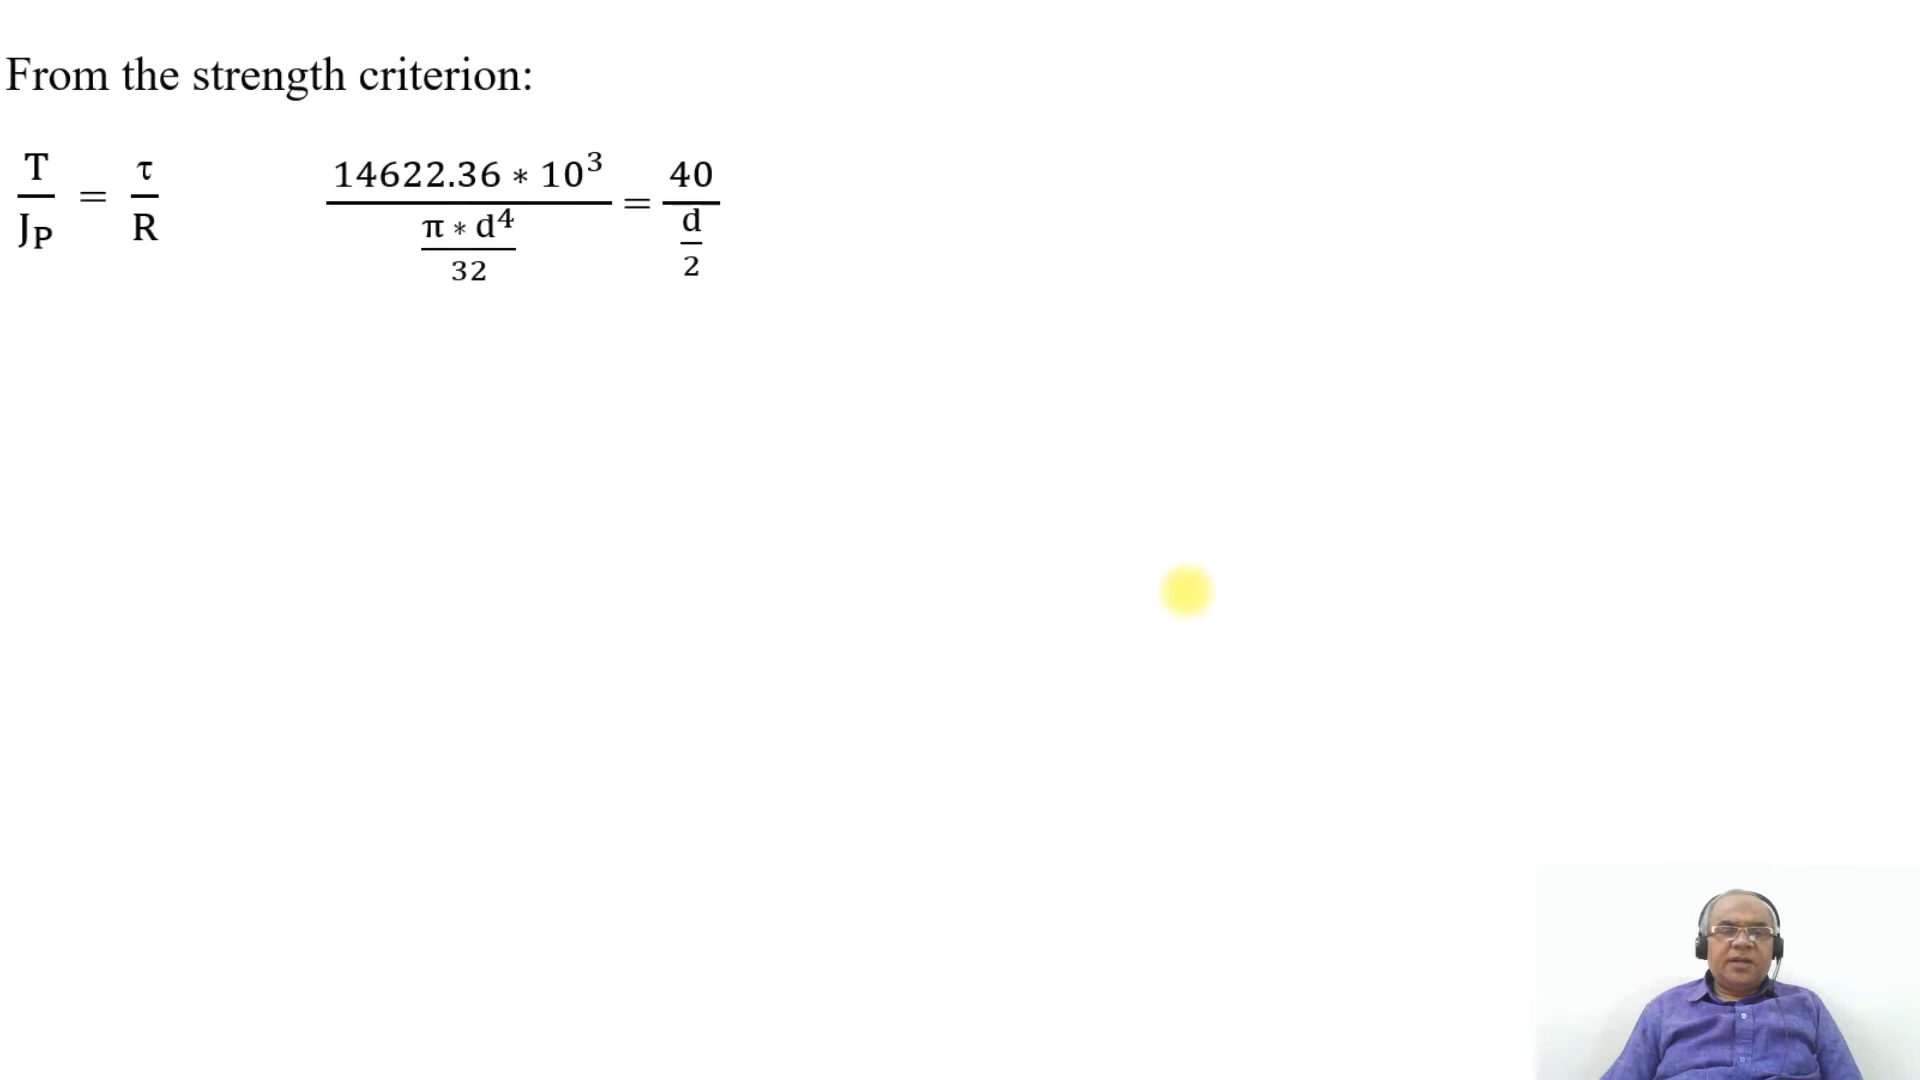 From the strength criterion:
T/J_P = τ/R    (14622.36 * 10^3)/((π * d^4)/32) = 40/(d/2)